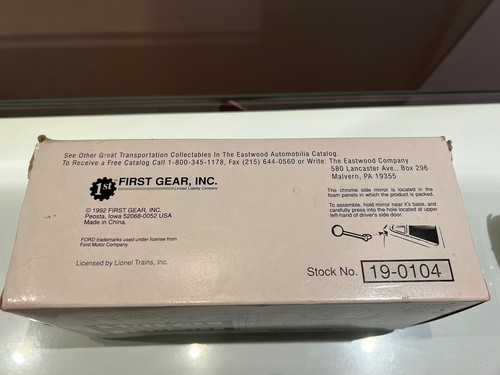 See Other Great Transportation Collectables In The Eastwood Automobilia Catalog.
To Receive a Free Catalog Call 1-800-345-1178, Fax (215) 644-0560 or Write: The Eastwood Company
580 Lancaster Ave., Box 296
Malvern, PA 19355
1st FIRST GEAR, INC.
Limited Liability Company
© 1992 FIRST GEAR, INC.
Peosta, Iowa 52068-0052 USA
Made in China.
FORD trademarks used under license from
Ford Motor Company.
Licensed by Lionel Trains, Inc.
The chrome side mirror is located in the
foam panels in which the product is packed.
To assemble, hold mirror near it's base, and
carefully press into the hole located at upper
left-hand of driver's side door.
Stock No. 19-0104